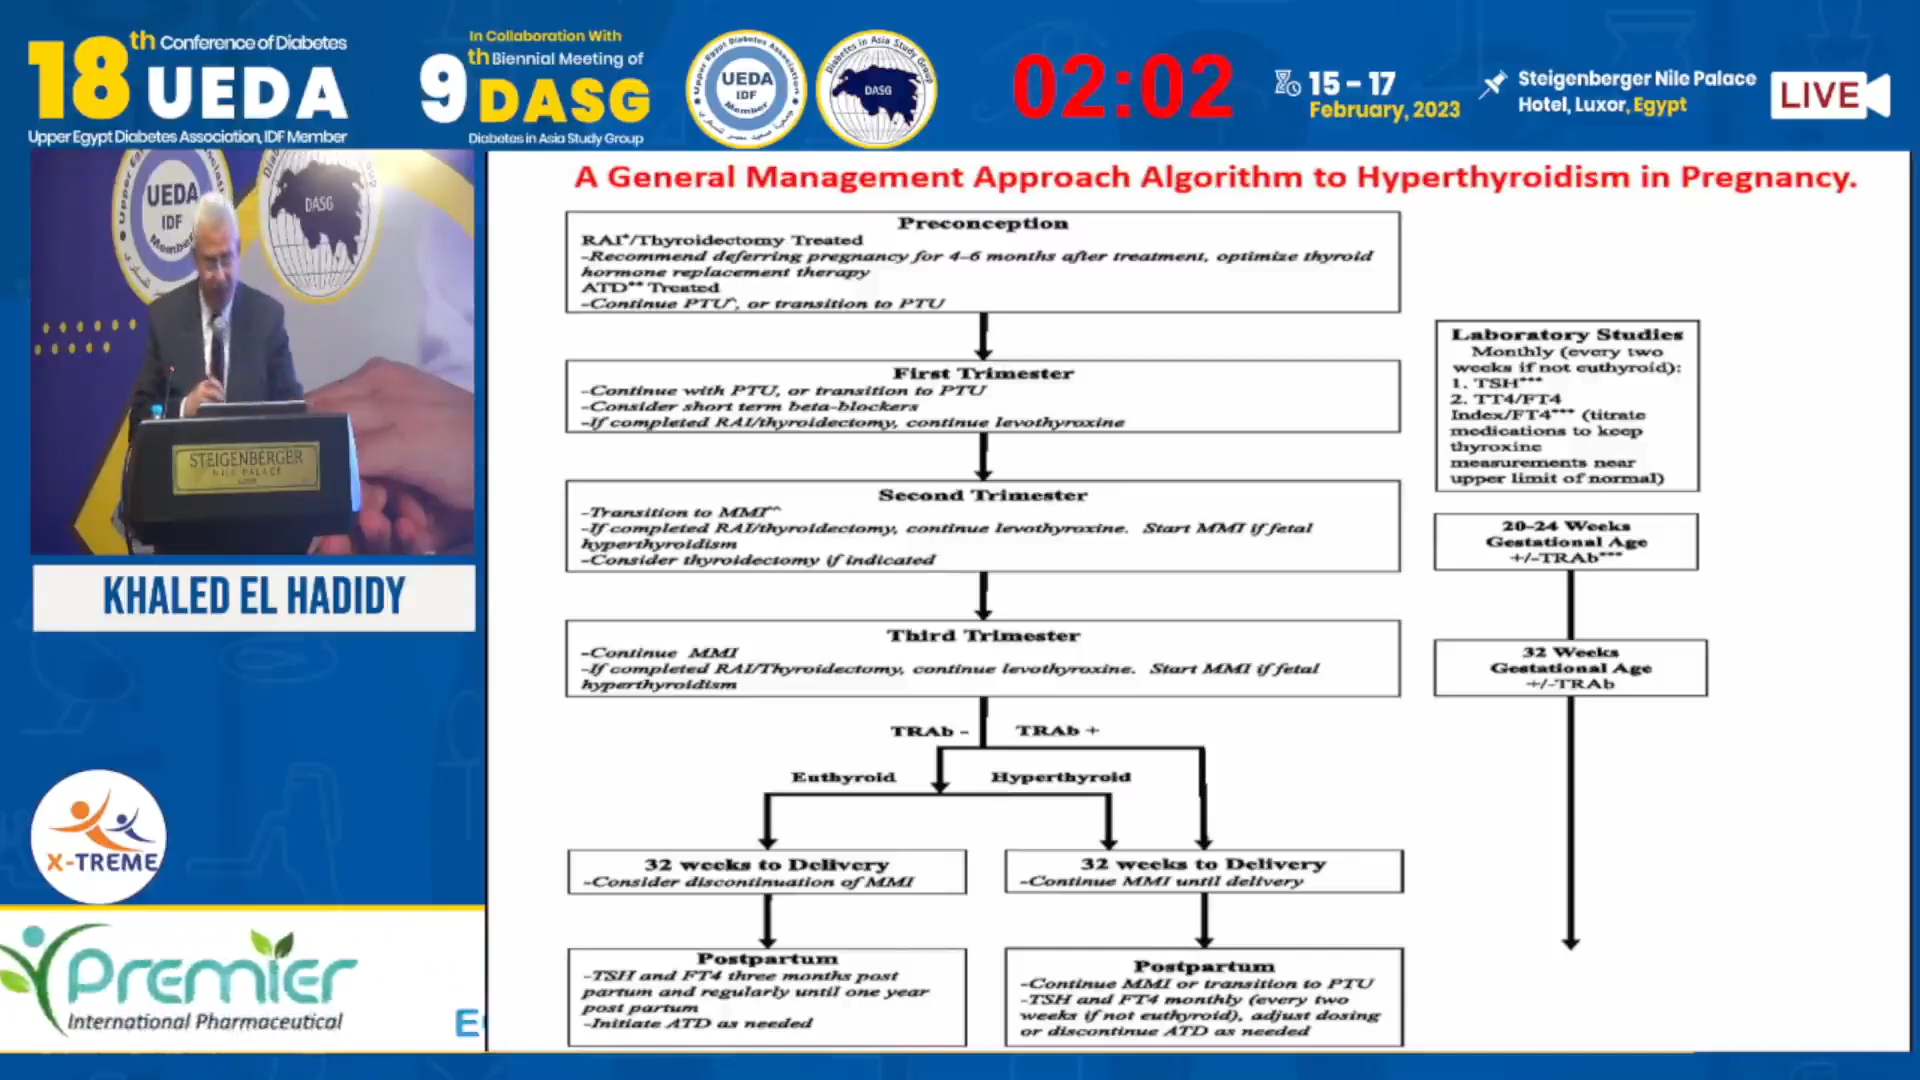 18th Conference of Diabetes
UEDA
Upper Egypt Diabetes Association, IDF Member
In Collaboration With
9th Biennial Meeting of
DASG
Diabetes in Asia Study Group
Upper Egypt Diabetes Association
UEDA
IDF
Member
Diabetes in Asia Study Group
DASG
02:02
15 - 17
February, 2023
Steigenberger Nile Palace
Hotel, Luxor, Egypt
LIVE
UEDA
IDF
Member
DASG
STEIGENBERGER
NILE PALACE
KHALED EL HADIDY
X-TREME
Premier
International Pharmaceutical
A General Management Approach Algorithm to Hyperthyroidism in Pregnancy.
Preconception
RAI*/Thyroidectomy Treated
-Recommend deferring pregnancy for 4-6 months after treatment, optimize thyroid
hormone replacement therapy
ATD** Treated
-Continue PTU^, or transition to PTU
First Trimester
-Continue with PTU, or transition to PTU
-Consider short term beta-blockers
-If completed RAI/thyroidectomy, continue levothyroxine
Second Trimester
-Transition to MMI^^
-If completed RAI/thyroidectomy, continue levothyroxine. Start MMI if fetal
hyperthyroidism
-Consider thyroidectomy if indicated
Third Trimester
-Continue MMI
-If completed RAI/Thyroidectomy, continue levothyroxine. Start MMI if fetal
hyperthyroidism
TRAb - TRAb +
Euthyroid Hyperthyroid
32 weeks to Delivery
-Consider discontinuation of MMI
32 weeks to Delivery
-Continue MMI until delivery
Postpartum
-TSH and FT4 three months post
partum and regularly until one year
post partum
-Initiate ATD as needed
Postpartum
-Continue MMI or transition to PTU
-TSH and FT4 monthly (every two
weeks if not euthyroid), adjust dosing
or discontinue ATD as needed
Laboratory Studies
Monthly (every two
weeks if not euthyroid):
1. TSH***
2. TT4/FT4
Index/FT4*** (titrate
medications to keep
thyroxine
measurements near
upper limit of normal)
20-24 Weeks
Gestational Age
+/-TRAb***
32 Weeks
Gestational Age
+/-TRAb